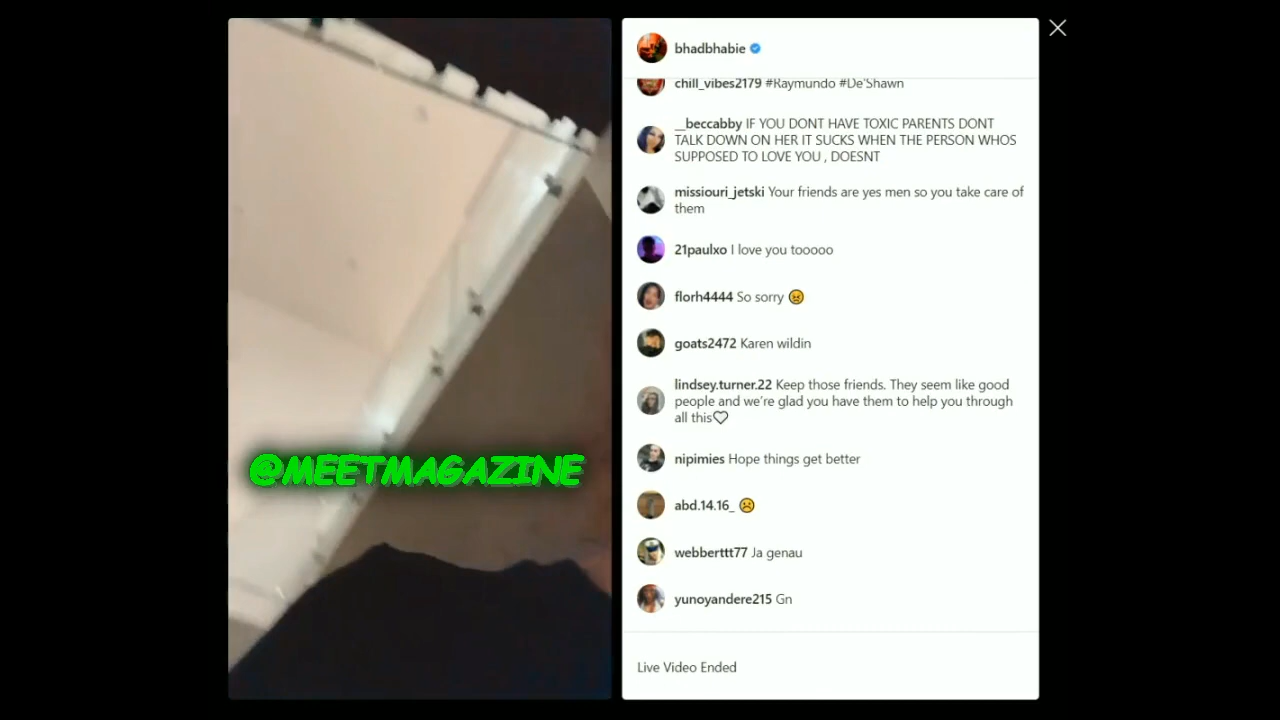 bhadbhabie
chill_vibes2179 #Raymundo #De'Shawn
__beccabby IF YOU DONT HAVE TOXIC PARENTS DONT
TALK DOWN ON HER IT SUCKS WHEN THE PERSON WHOS
SUPPOSED TO LOVE YOU , DOESNT
missiouri_jetski Your friends are yes men so you take care of
them
21paulxo I love you tooooo
florh4444 So sorry 😣
goats2472 Karen wildin
lindsey.turner.22 Keep those friends. They seem like good
people and we’re glad you have them to help you through
all this♡
nipimies Hope things get better
abd.14.16_ ☹️
webberttt77 Ja genau
yunoyandere215 Gn
Live Video Ended
@MEETMAGAZINE